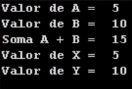 Valor de A =  5
Valor de B =  10
Soma A + B =  15
Valor de X =  5
Valor de Y =  10